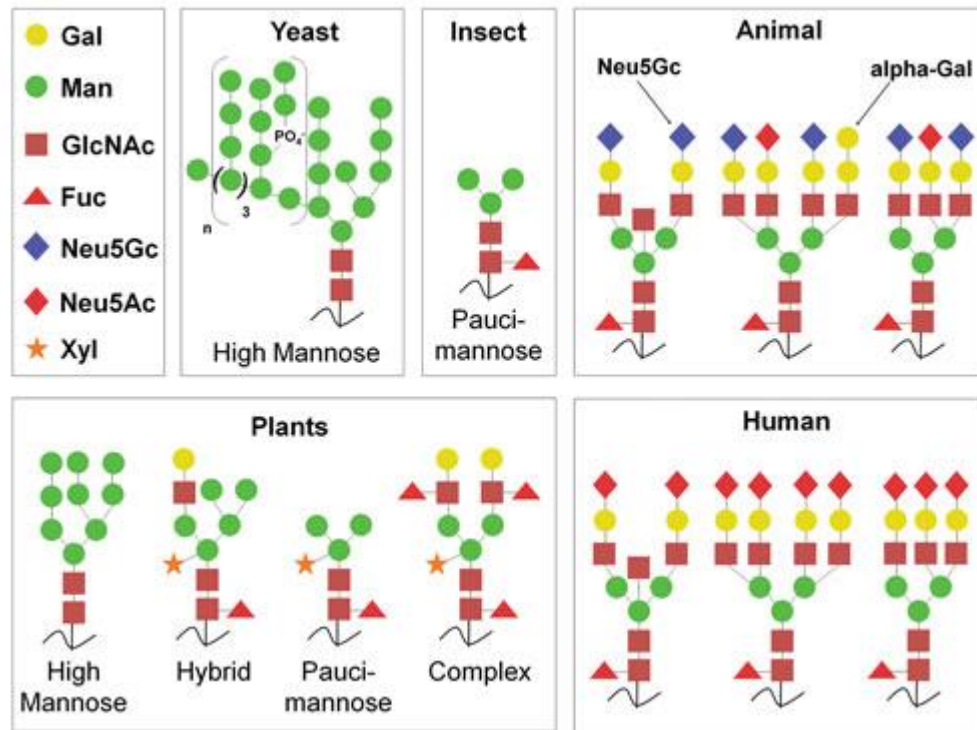 Gal
Man
GlcNAc
Fuc
Neu5Gc
Neu5Ac
Xyl
Yeast
PO₄⁻
( )
n
3
High Mannose
Insect
Pauci-
mannose
Animal
Neu5Gc
alpha-Gal
Plants
High
Mannose
Hybrid
Pauci-
mannose
Complex
Human